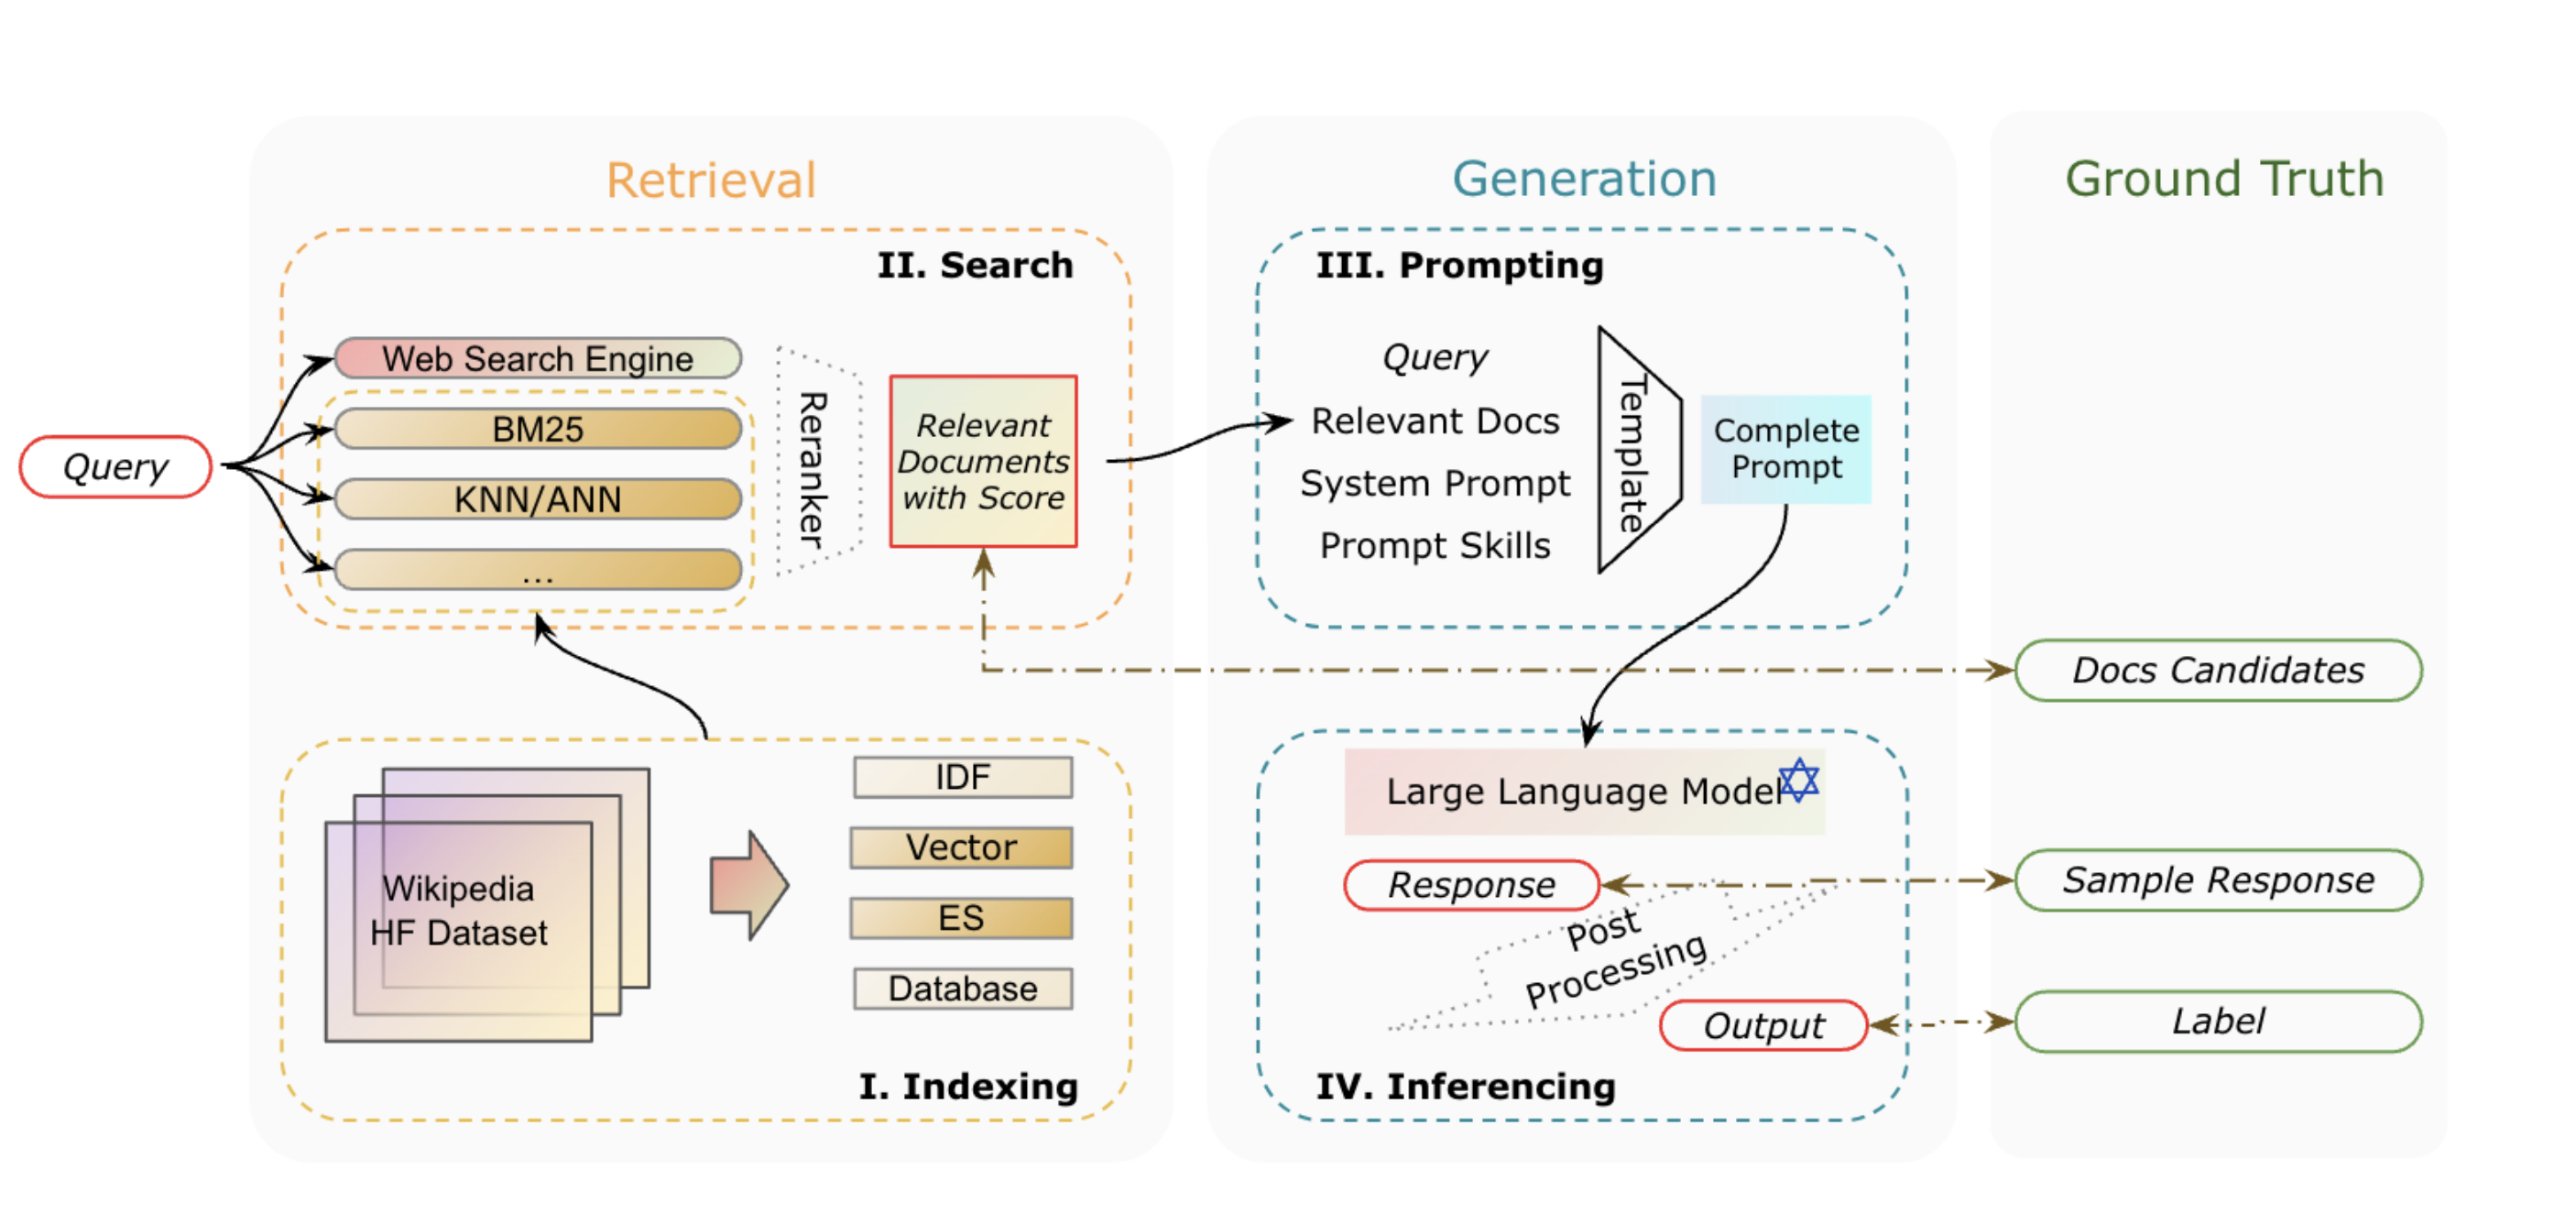 Retrieval
Generation
Ground Truth
II. Search
III. Prompting
Query
Web Search Engine
BM25
KNN/ANN
...
Reranker
Relevant
Documents
with Score
Query
Relevant Docs
System Prompt
Prompt Skills
Template
Complete
Prompt
Docs Candidates
Wikipedia
HF Dataset
IDF
Vector
ES
Database
I. Indexing
Large Language Model
Response
Post
Processing
Output
IV. Inferencing
Sample Response
Label